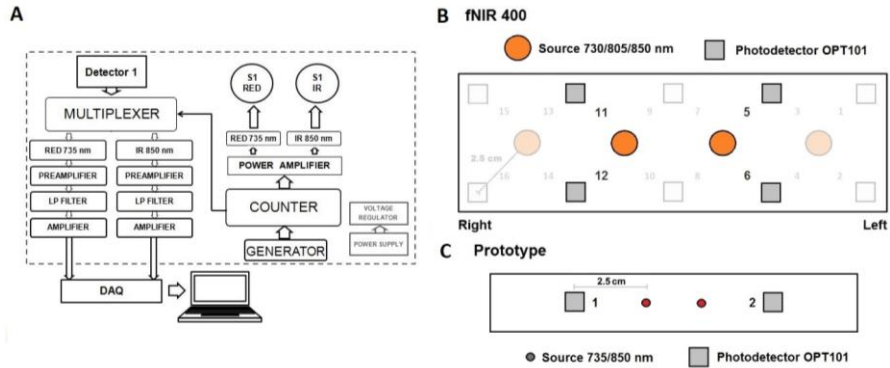 A
Detector 1
MULTIPLEXER
RED 735 nm
IR 850 nm
PREAMPLIFIER
PREAMPLIFIER
LP FILTER
LP FILTER
AMPLIFIER
AMPLIFIER
DAQ
S1
RED
S1
IR
RED 735 nm
IR 850 nm
POWER AMPLIFIER
COUNTER
GENERATOR
VOLTAGE
REGULATOR
POWER SUPPLY
B fNIR 400
Source 730/805/850 nm
Photodetector OPT101
15 13 11 9 7 5 3 1
2.5 cm
16 14 12 10 8 6 4 2
Right Left
C Prototype
2.5 cm
1 2
Source 735/850 nm
Photodetector OPT101